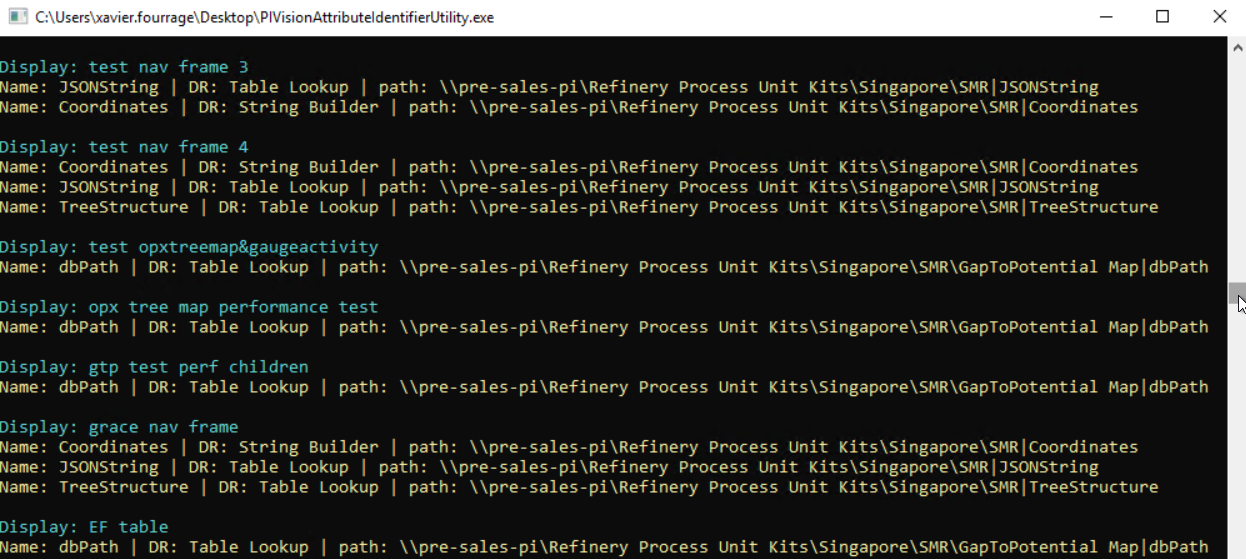 C:\Users\xavier.fourrage\Desktop\PIVisionAttributeIdentifierUtility.exe
Display: test nav frame 3
Name: JSONString | DR: Table Lookup | path: \\pre-sales-pi\Refinery Process Unit Kits\Singapore\SMR|JSONString
Name: Coordinates | DR: String Builder | path: \\pre-sales-pi\Refinery Process Unit Kits\Singapore\SMR|Coordinates
Display: test nav frame 4
Name: Coordinates | DR: String Builder | path: \\pre-sales-pi\Refinery Process Unit Kits\Singapore\SMR|Coordinates
Name: JSONString | DR: Table Lookup | path: \\pre-sales-pi\Refinery Process Unit Kits\Singapore\SMR|JSONString
Name: TreeStructure | DR: Table Lookup | path: \\pre-sales-pi\Refinery Process Unit Kits\Singapore\SMR|TreeStructure
Display: test opxtreemap&gaugeactivity
Name: dbPath | DR: Table Lookup | path: \\pre-sales-pi\Refinery Process Unit Kits\Singapore\SMR\GapToPotential Map|dbPath
Display: opx tree map performance test
Name: dbPath | DR: Table Lookup | path: \\pre-sales-pi\Refinery Process Unit Kits\Singapore\SMR\GapToPotential Map|dbPath
Display: gtp test perf children
Name: dbPath | DR: Table Lookup | path: \\pre-sales-pi\Refinery Process Unit Kits\Singapore\SMR\GapToPotential Map|dbPath
Display: grace nav frame
Name: Coordinates | DR: String Builder | path: \\pre-sales-pi\Refinery Process Unit Kits\Singapore\SMR|Coordinates
Name: JSONString | DR: Table Lookup | path: \\pre-sales-pi\Refinery Process Unit Kits\Singapore\SMR|JSONString
Name: TreeStructure | DR: Table Lookup | path: \\pre-sales-pi\Refinery Process Unit Kits\Singapore\SMR|TreeStructure
Display: EF table
Name: dbPath | DR: Table Lookup | path: \\pre-sales-pi\Refinery Process Unit Kits\Singapore\SMR\GapToPotential Map|dbPath